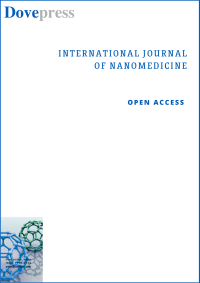 Dovepress
INTERNATIONAL JOURNAL
OF NANOMEDICINE
OPEN ACCESS